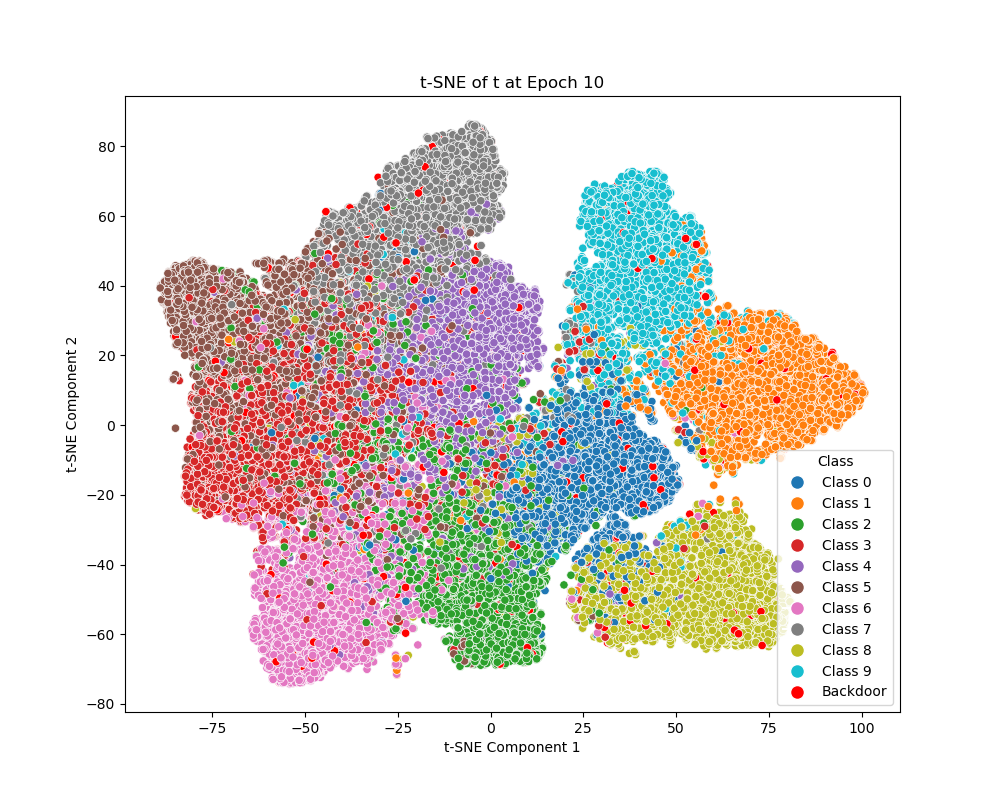 t-SNE of t at Epoch 10
t-SNE Component 2
80
60
40
20
0
−20
−40
−60
−80
−75
−50
−25
0
25
50
75
100
t-SNE Component 1
Class
Class 0
Class 1
Class 2
Class 3
Class 4
Class 5
Class 6
Class 7
Class 8
Class 9
Backdoor